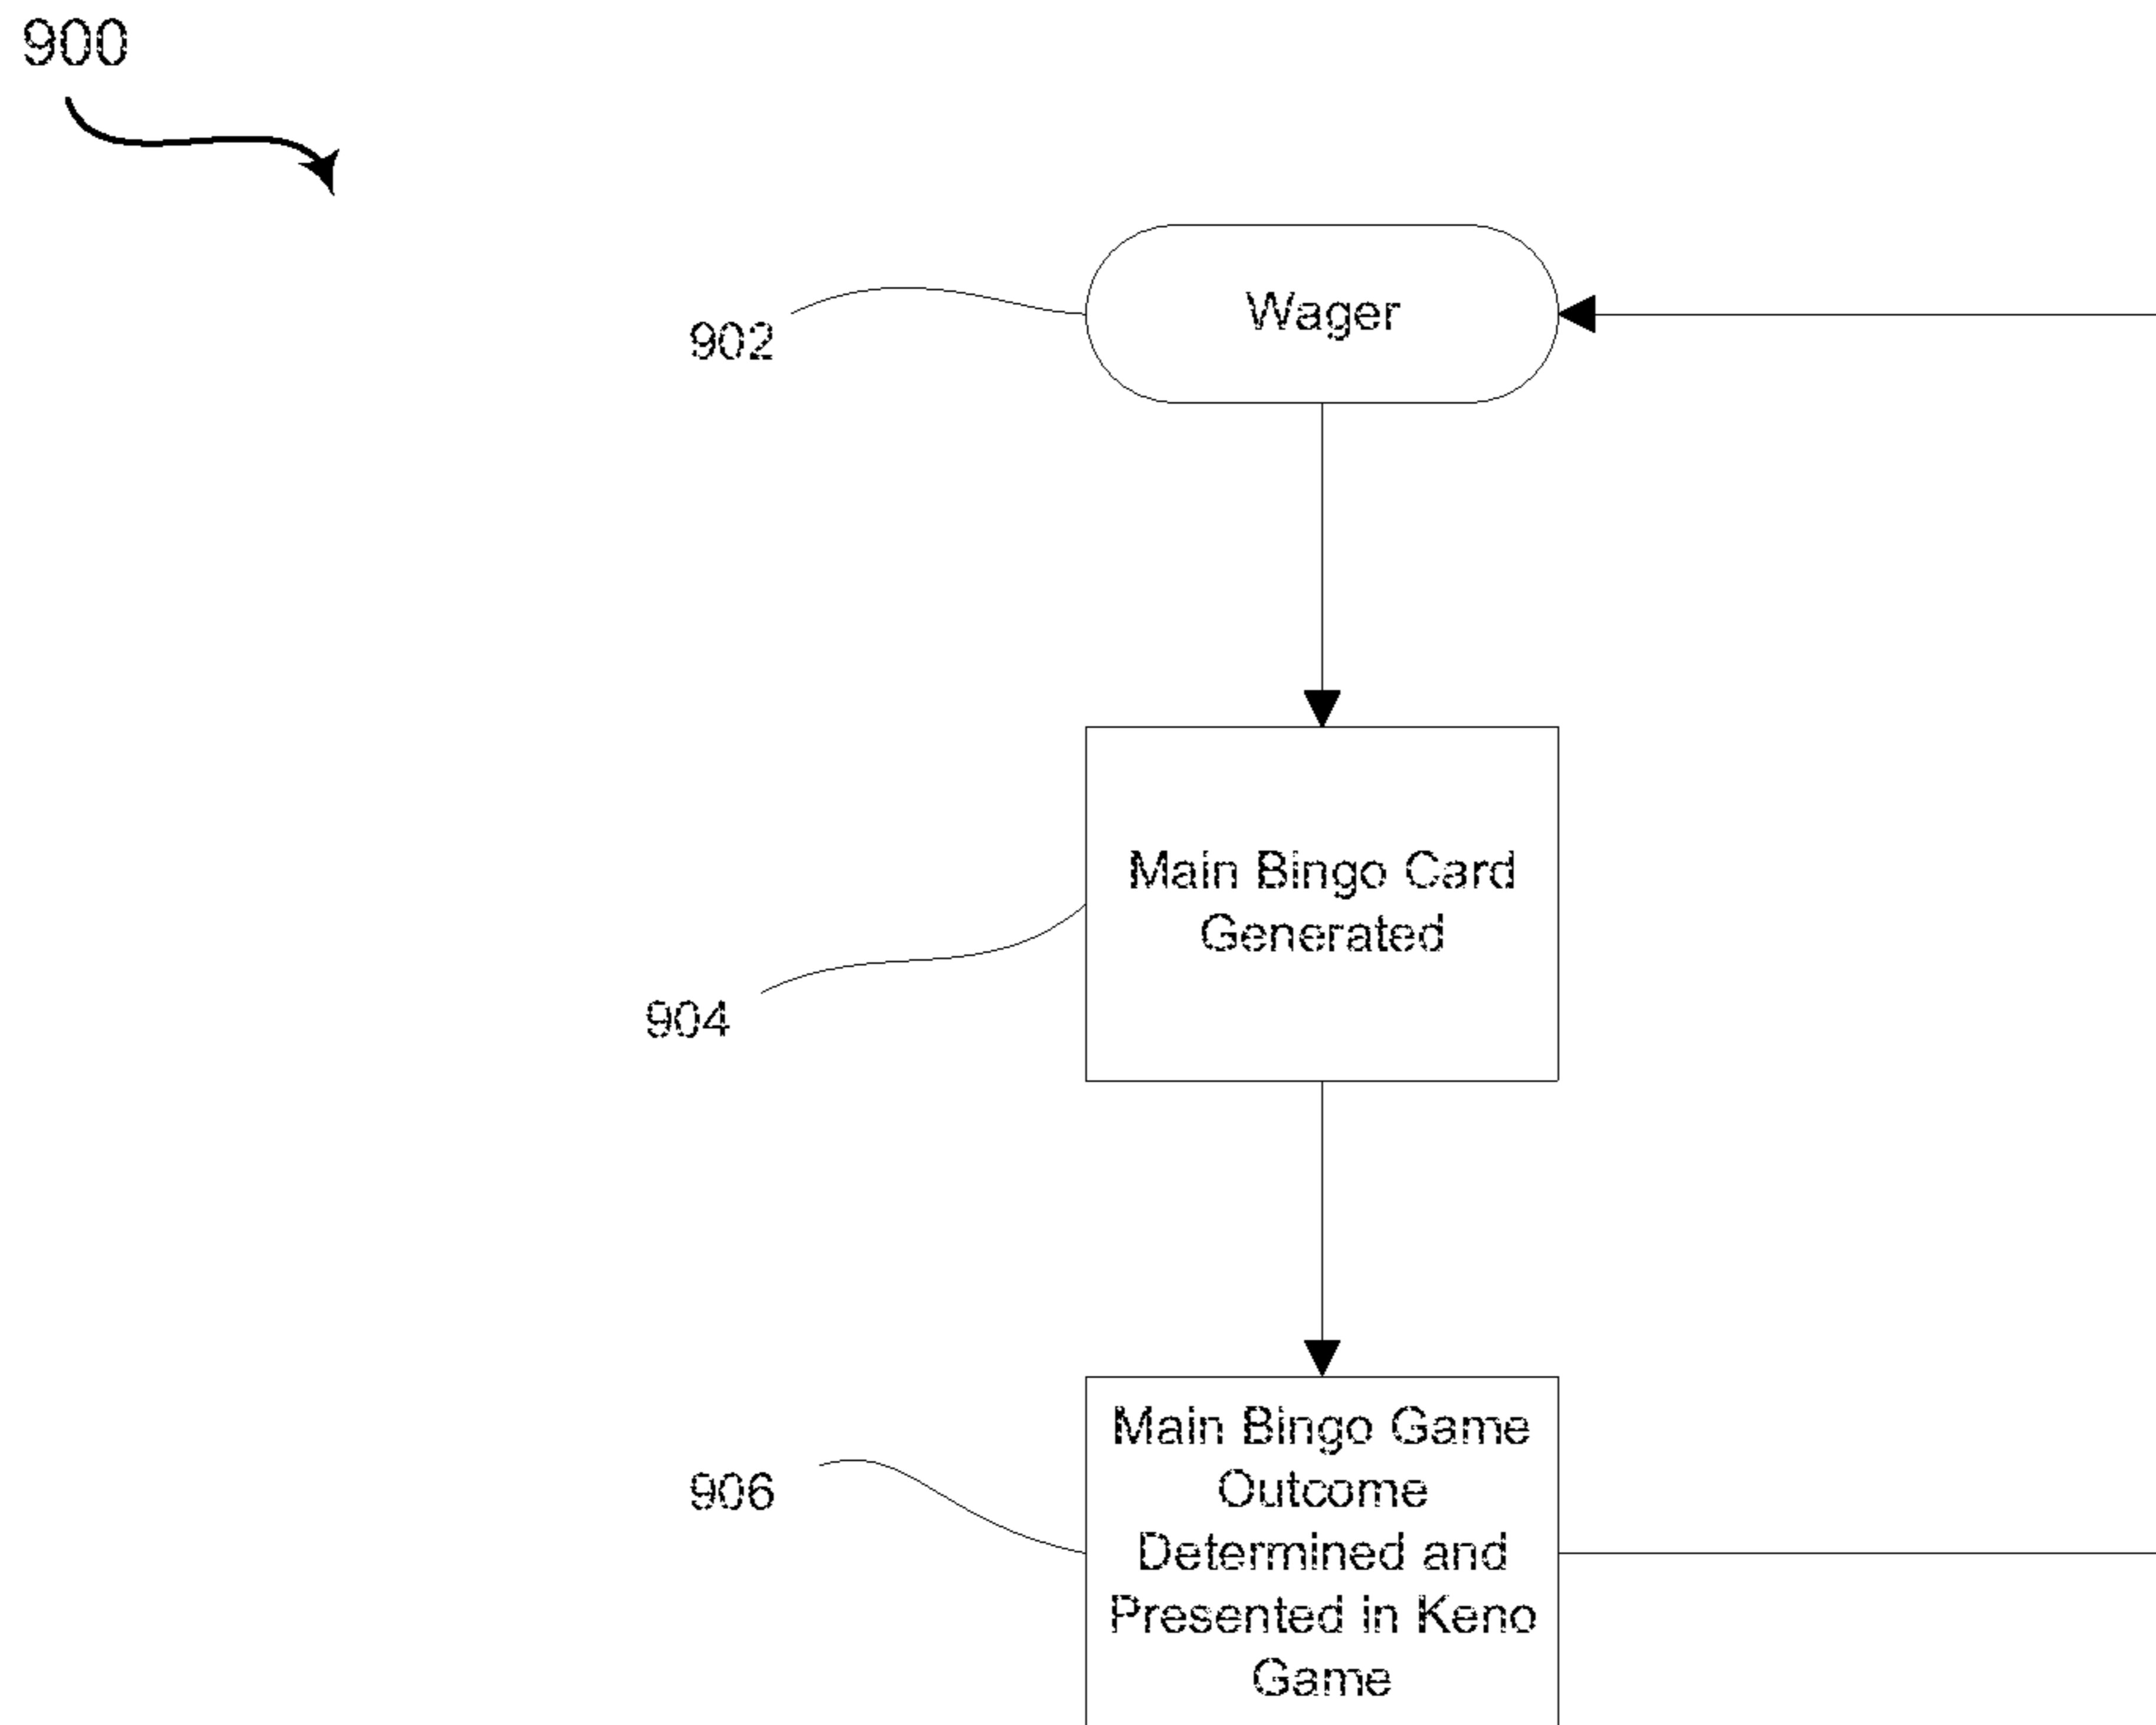 900
Wager
902
Main Bingo Card
Generated
904
Main Bingo Game
Outcome
Determined and
Presented in Keno
Game
906